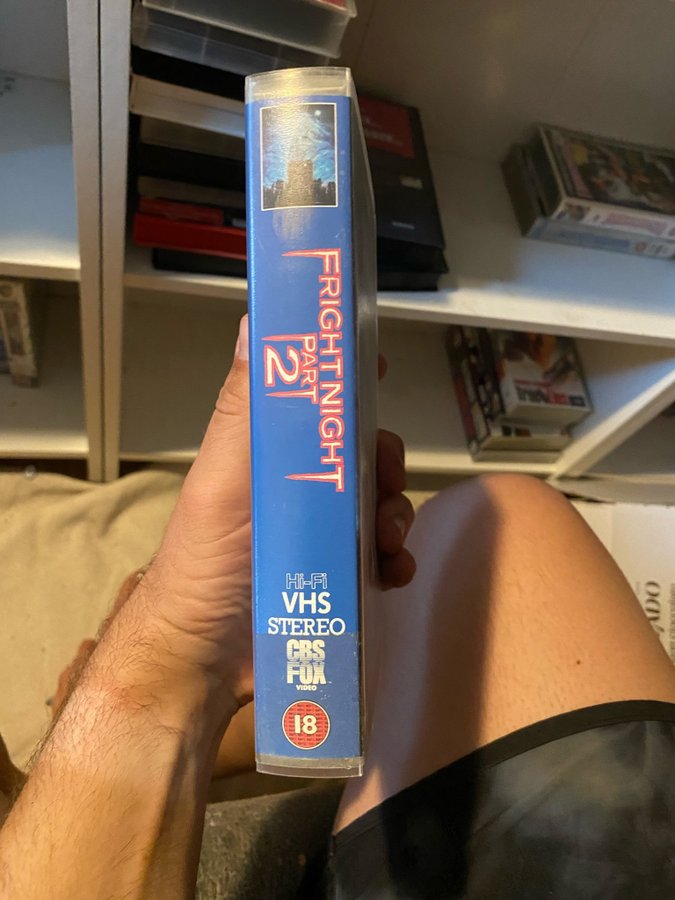 FRIGHT NIGHT
PART
2
Hi-Fi
VHS
STEREO
CBS
FOX
VIDEO
18